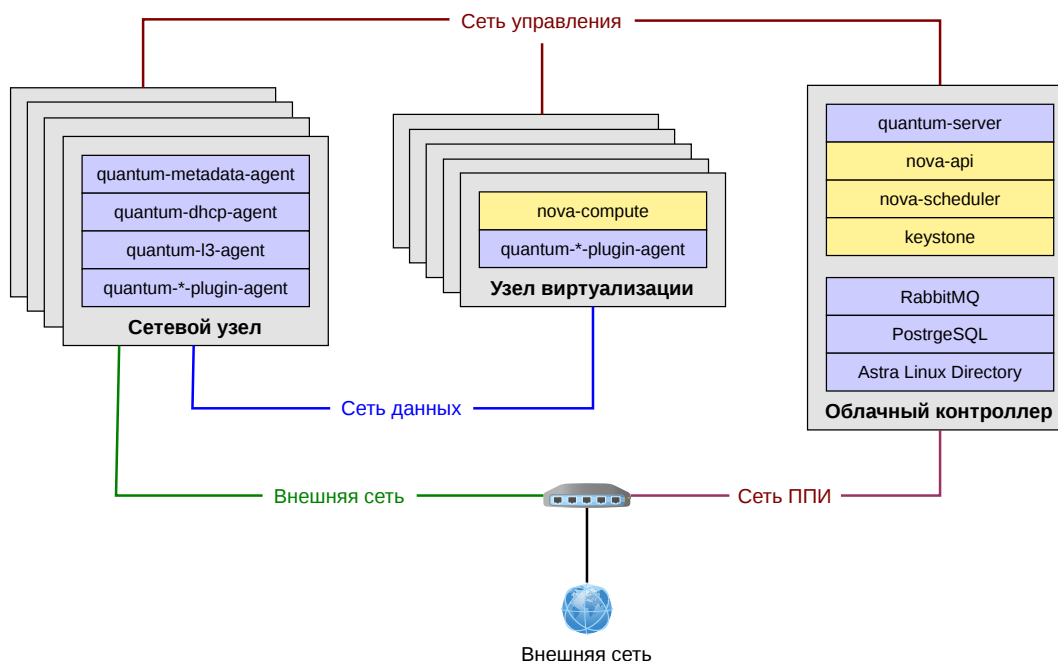 Сеть управления
quantum-metadata-agent
quantum-dhcp-agent
quantum-l3-agent
quantum-*-plugin-agent
Сетевой узел
nova-compute
quantum-*-plugin-agent
Узел виртуализации
quantum-server
nova-api
nova-scheduler
keystone
RabbitMQ
PostrgeSQL
Astra Linux Directory
Облачный контроллер
Сеть данных
Внешняя сеть
Сеть ППИ
Внешняя сеть